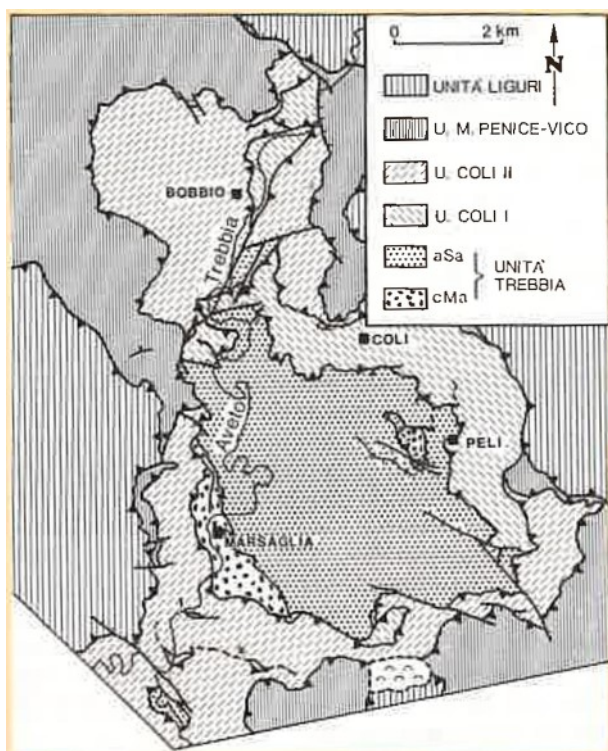 0 2 km
N
UNITÀ LIGURI
U. M. PENICE-VICO
U. COLI II
U. COLI I
aSa
cMa
UNITÀ
TREBBIA
BOBBIO
Trebbia
COLI
Aveto
PELI
MARSAGLIA